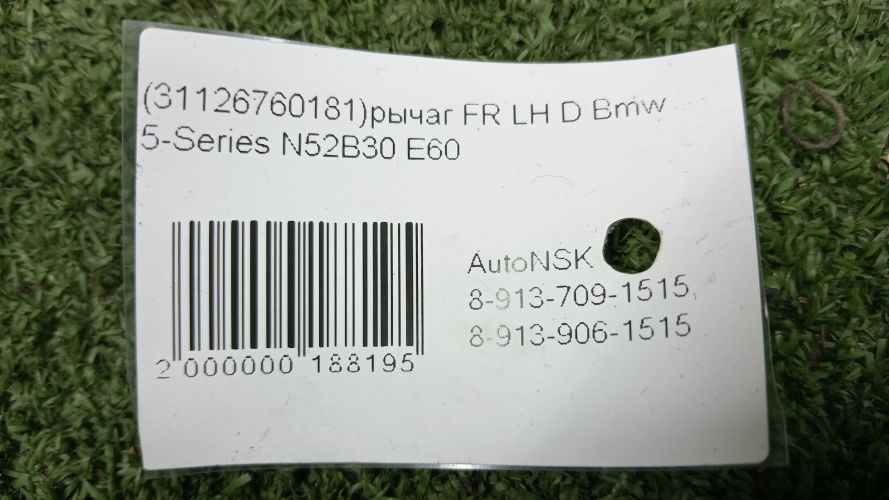 (31126760181)рычаг FR LH D Bmw
5-Series N52B30 E60
AutoNSK
8-913-709-1515,
8-913-906-1515
2 000000 188195